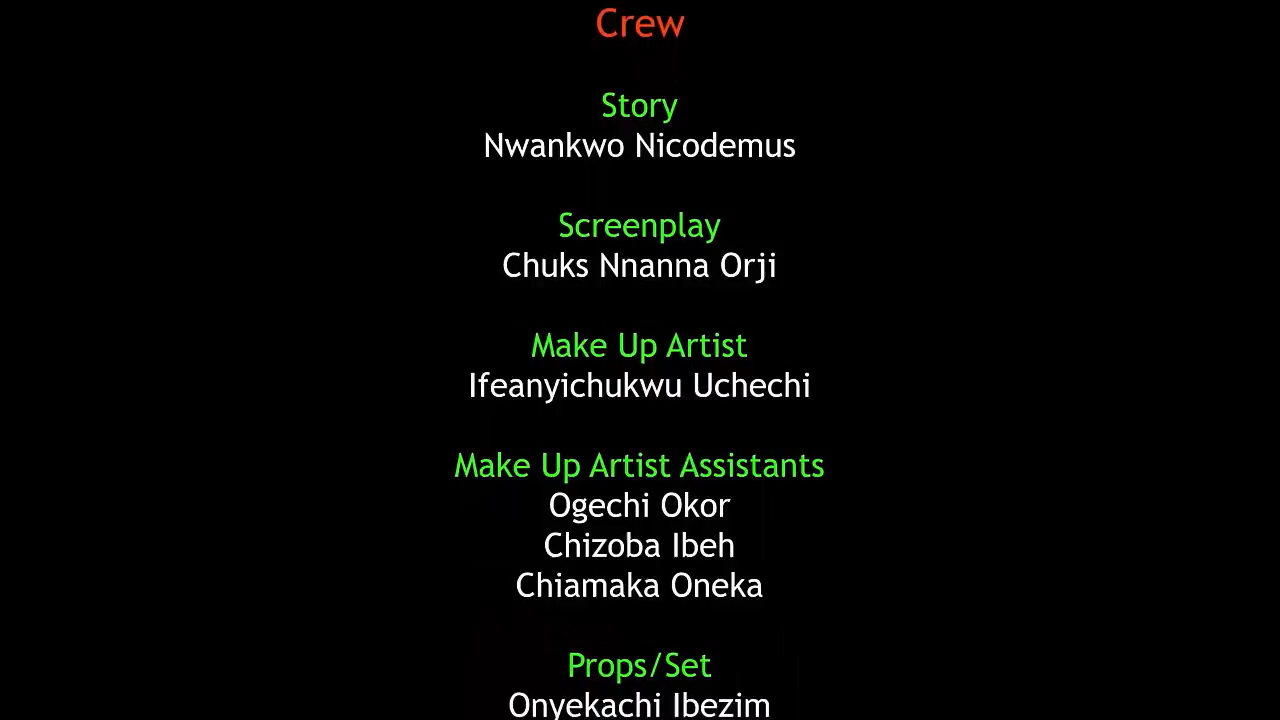 Crew
Story
Nwankwo Nicodemus
Screenplay
Chuks Nnanna Orji
Make Up Artist
Ifeanyichukwu Uchechi
Make Up Artist Assistants
Ogechi Okor
Chizoba Ibeh
Chiamaka Oneka
Props/Set
Onyekachi Ibezim